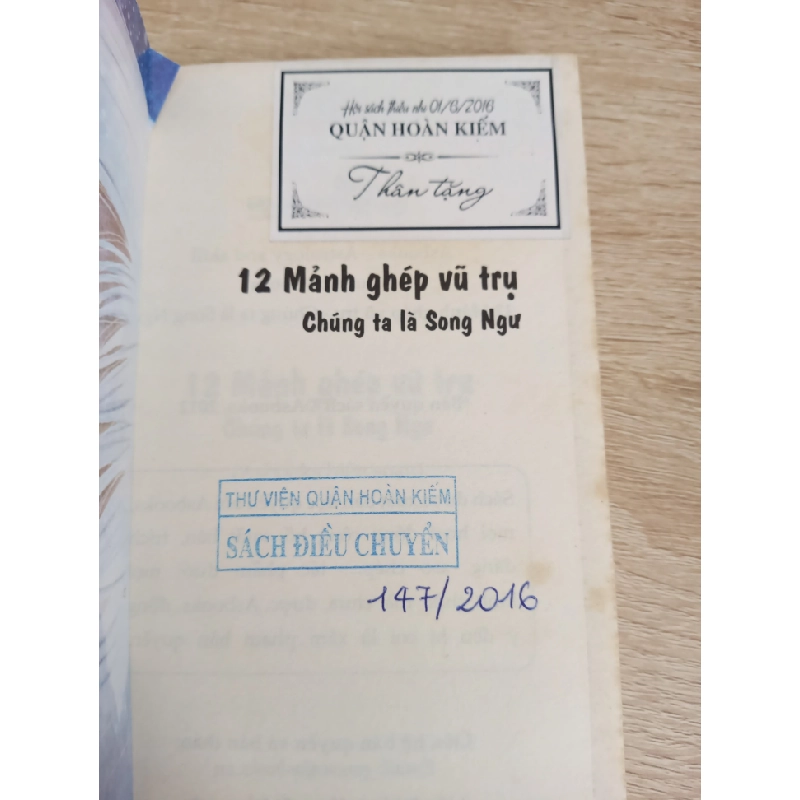 Hội sách thiếu nhi 01/6/2016
QUẬN HOÀN KIẾM
Thân tặng
12 Mảnh ghép vũ trụ
Chúng ta là Song Ngư
THƯ VIỆN QUẬN HOÀN KIẾM
SÁCH ĐIỀU CHUYỂN
147/2016